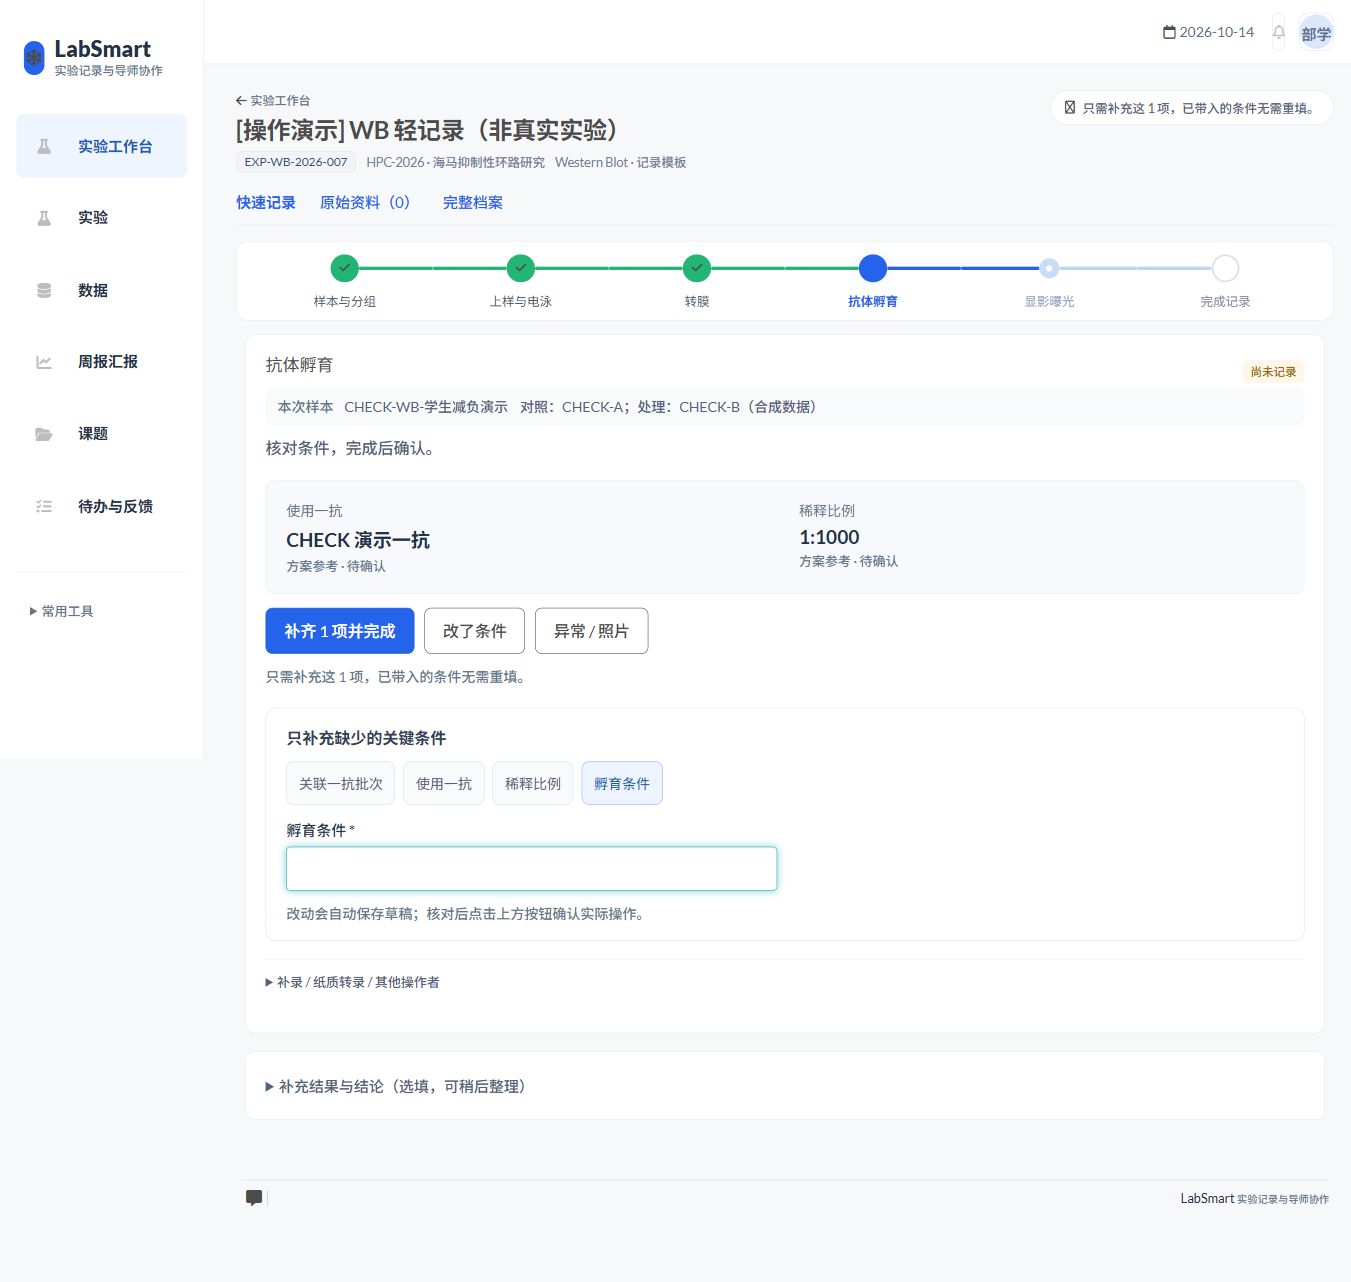 LabSmart
实验记录与导师协作
实验工作台
实验
数据
周报汇报
课题
待办与反馈
常用工具
2026-10-14
部学
实验工作台
只需补充这 1 项，已带入的条件无需重填。
[操作演示] WB 轻记录（非真实实验）
EXP-WB-2026-007 HPC-2026 · 海马抑制性环路研究 Western Blot · 记录模板
快速记录 原始资料（0） 完整档案
样本与分组 上样与电泳 转膜 抗体孵育 显影曝光 完成记录
抗体孵育
尚未记录
本次样本 CHECK-WB-学生减负演示 对照：CHECK-A；处理：CHECK-B（合成数据）
核对条件，完成后确认。
使用一抗
CHECK 演示一抗
方案参考 · 待确认
稀释比例
1:1000
方案参考 · 待确认
补齐 1 项并完成 改了条件 异常 / 照片
只需补充这 1 项，已带入的条件无需重填。
只补充缺少的关键条件
关联一抗批次 使用一抗 稀释比例 孵育条件
孵育条件 *
改动会自动保存草稿；核对后点击上方按钮确认实际操作。
补录 / 纸质转录 / 其他操作者
补充结果与结论（选填，可稍后整理）
LabSmart 实验记录与导师协作